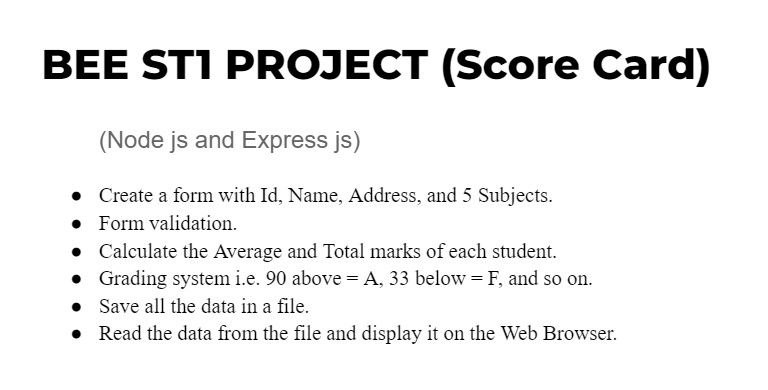 BEE ST1 PROJECT (Score Card)
(Node js and Express js)
● Create a form with Id, Name, Address, and 5 Subjects.
● Form validation.
● Calculate the Average and Total marks of each student.
● Grading system i.e. 90 above = A, 33 below = F, and so on.
● Save all the data in a file.
● Read the data from the file and display it on the Web Browser.